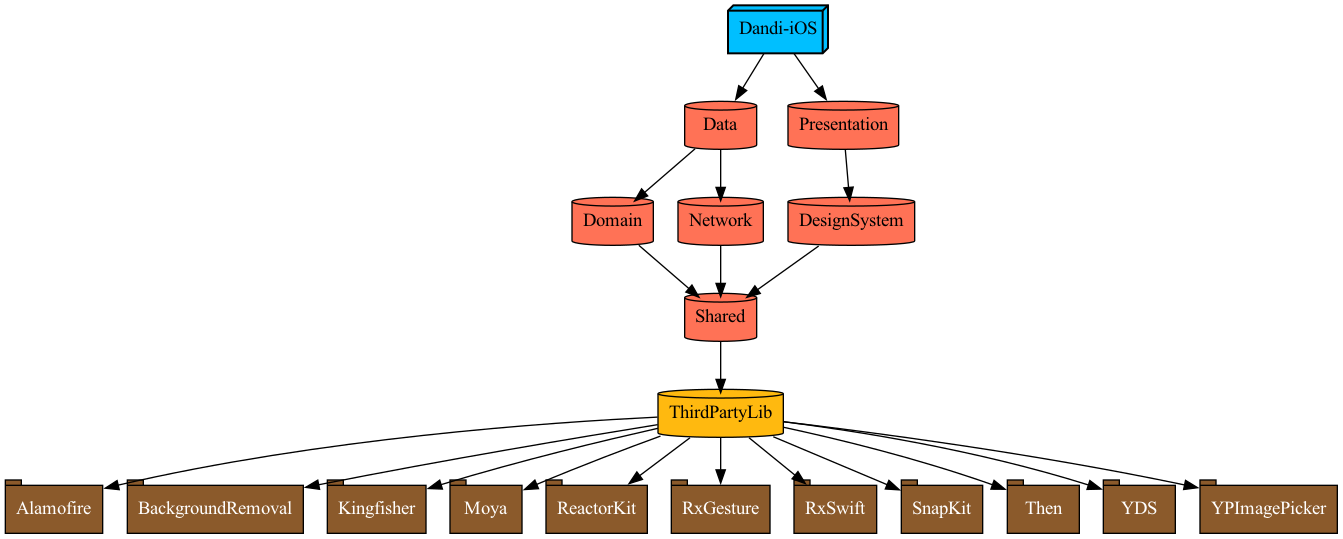 Dandi-iOS
Data
Presentation
Domain
Network
DesignSystem
Shared
ThirdPartyLib
Alamofire
BackgroundRemoval
Kingfisher
Moya
ReactorKit
RxGesture
RxSwift
SnapKit
Then
YDS
YPImagePicker